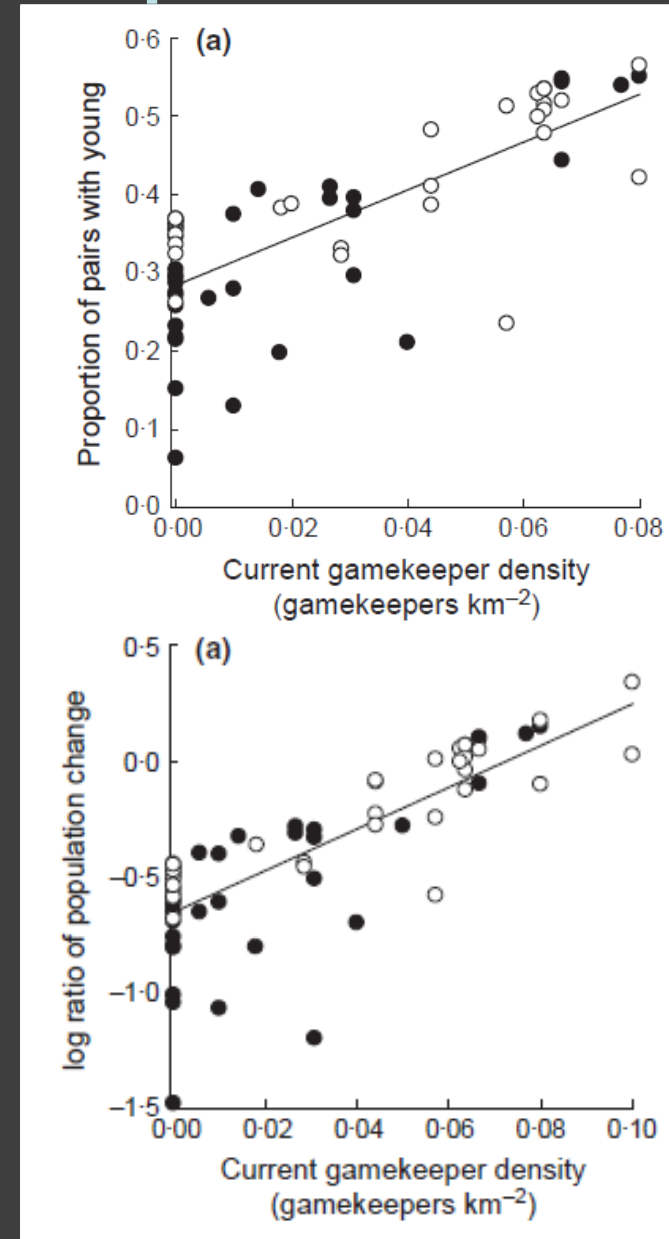 (a)
Proportion of pairs with young
0·6
0·5
0·4
0·3
0·2
0·1
0·0
0·00 0·02 0·04 0·06 0·08
Current gamekeeper density
(gamekeepers km⁻²)
(a)
log ratio of population change
0·5
0·0
–0·5
–1·0
–1·5
0·00 0·02 0·04 0·06 0·08 0·10
Current gamekeeper density
(gamekeepers km⁻²)